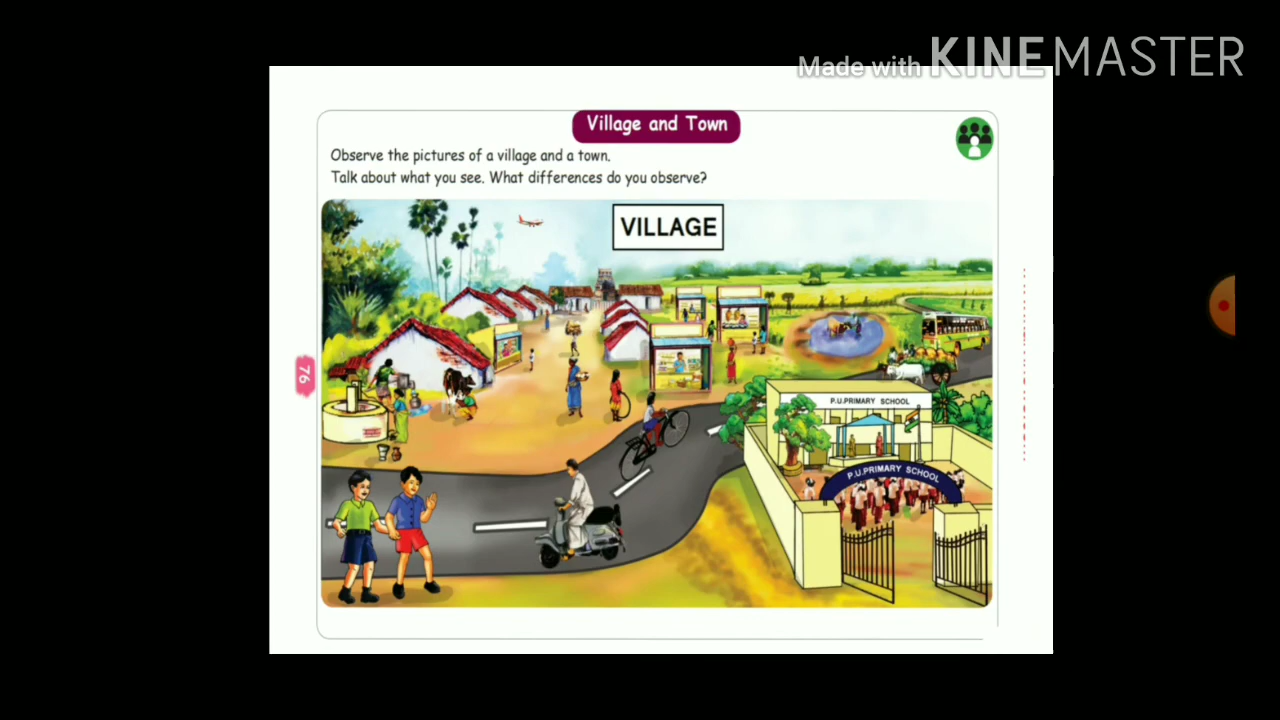 Made with KINEMASTER
Village and Town
Observe the pictures of a village and a town.
Talk about what you see. What differences do you observe?
VILLAGE
76
P.U.PRIMARY SCHOOL
P.U.PRIMARY SCHOOL